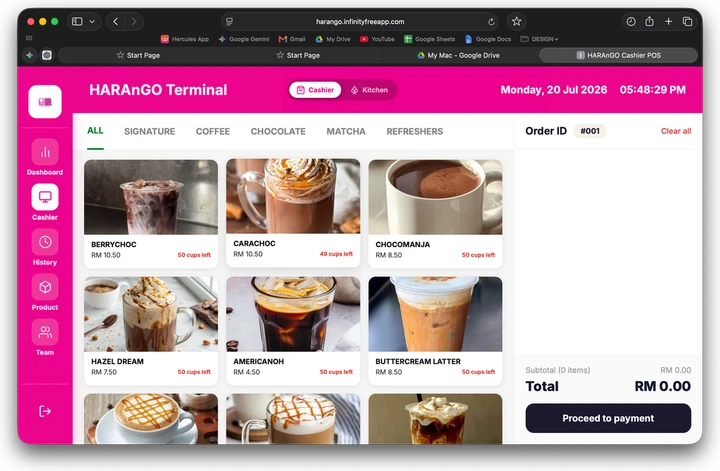 harango.infinityfreeapp.com
Hercules App
Google Gemini
Gmail
My Drive
YouTube
Google Sheets
Google Docs
DESIGN
Start Page
Start Page
My Mac - Google Drive
HARAnGO Cashier POS
HARAnGO Terminal
Cashier
Kitchen
Monday, 20 Jul 2026
05:48:29 PM
Dashboard
Cashier
History
Product
Team
ALL
SIGNATURE
COFFEE
CHOCOLATE
MATCHA
REFRESHERS
BERRYCHOC
RM 10.50
50 cups left
CARACHOC
RM 10.50
49 cups left
CHOCOMANJA
RM 8.50
50 cups left
HAZEL DREAM
RM 7.50
50 cups left
AMERICANOH
RM 4.50
50 cups left
BUTTERCREAM LATTER
RM 8.50
50 cups left
Order ID
#001
Clear all
Subtotal (0 items)
RM 0.00
Total
RM 0.00
Proceed to payment